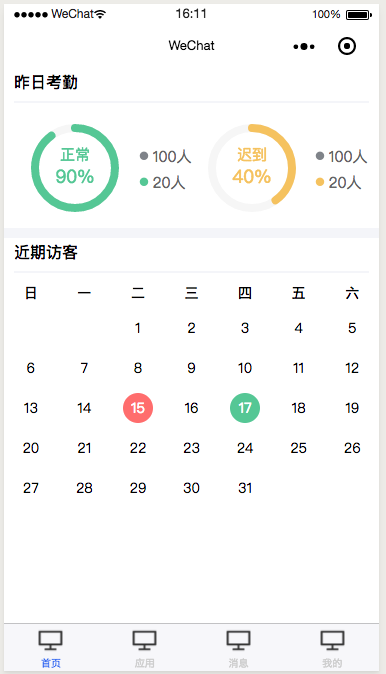 WeChat 16:11 100%
WeChat
昨日考勤
正常
90%
100人
20人
迟到
40%
100人
20人
近期访客
日 一 二 三 四 五 六
1 2 3 4 5
6 7 8 9 10 11 12
13 14 15 16 17 18 19
20 21 22 23 24 25 26
27 28 29 30 31
首页 应用 消息 我的